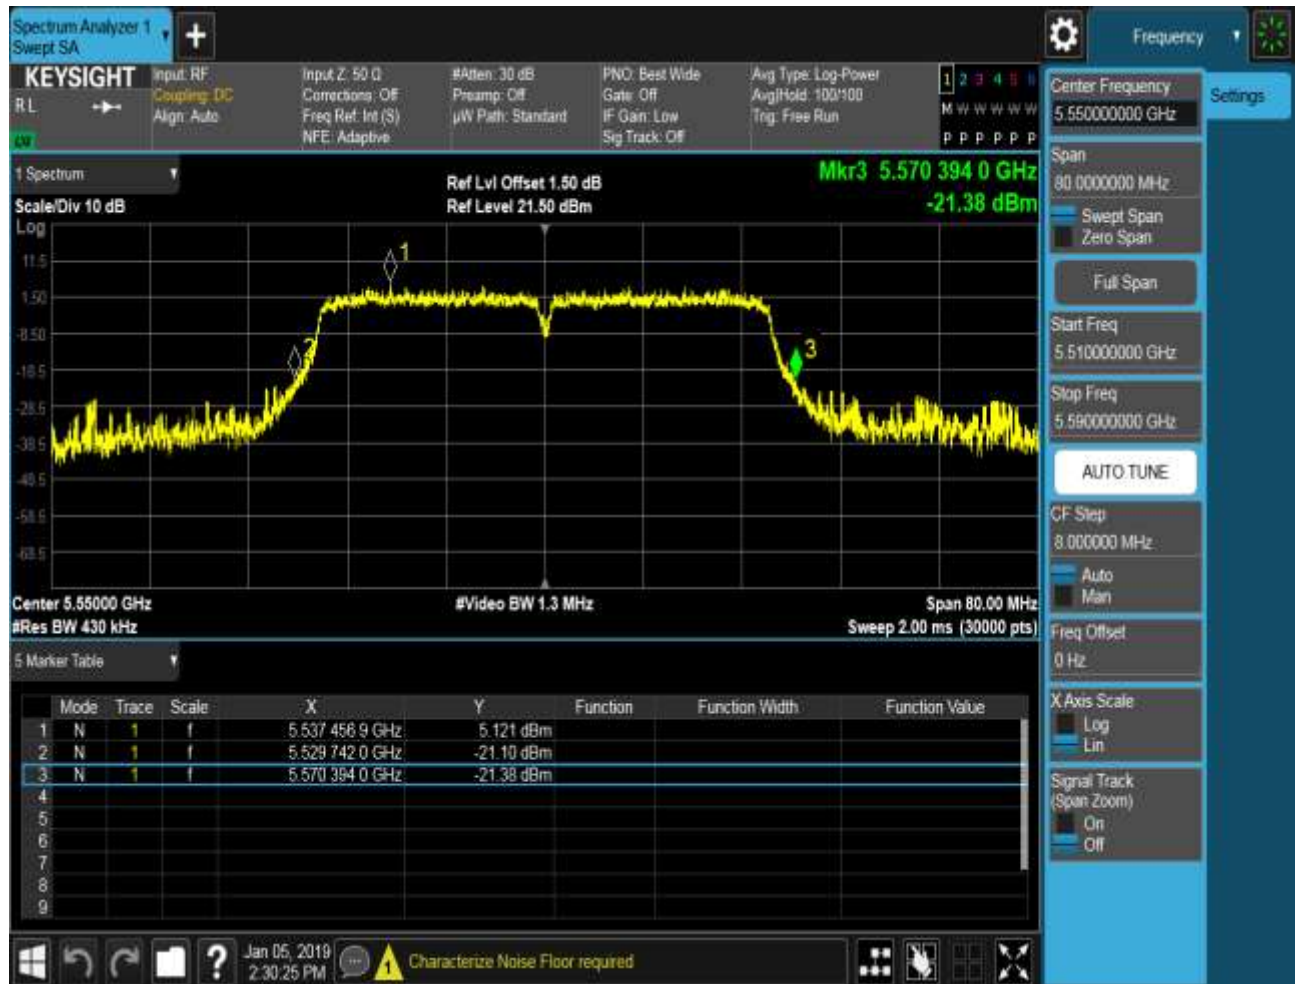 Spectrum Analyzer 1
Swept SA
Frequency
KEYSIGHT
R L
Input: RF
Coupling: DC
Align: Auto
Input Z: 50 Ω
Corrections: Off
Freq Ref: Int (S)
NFE: Adaptive
#Atten: 30 dB
Preamp: Off
µW Path: Standard
PNO: Best Wide
Gate: Off
IF Gain: Low
Sig Track: Off
Avg Type: Log-Power
Avg|Hold: 100/100
Trig: Free Run
1 2 3 4 5 6
M W W W W W
P P P P P P
1 Spectrum
Scale/Div 10 dB
Ref Lvl Offset 1.50 dB
Ref Level 21.50 dBm
Mkr3 5.570 394 0 GHz
-21.38 dBm
Log
11.5
1.50
-8.50
-18.5
-28.5
-38.5
-48.5
-58.5
-68.5
1
2
3
Center 5.55000 GHz
#Video BW 1.3 MHz
Span 80.00 MHz
#Res BW 430 kHz
Sweep 2.00 ms (30000 pts)
5 Marker Table
Mode Trace Scale X Y Function Function Width Function Value
1 N 1 f 5.537 456 9 GHz 5.121 dBm
2 N 1 f 5.529 742 0 GHz -21.10 dBm
3 N 1 f 5.570 394 0 GHz -21.38 dBm
4
5
6
7
8
9
Jan 05, 2019
2:30:25 PM
Characterize Noise Floor required
Center Frequency
5.550000000 GHz
Settings
Span
80.0000000 MHz
Swept Span
Zero Span
Full Span
Start Freq
5.510000000 GHz
Stop Freq
5.590000000 GHz
AUTO TUNE
CF Step
8.000000 MHz
Auto
Man
Freq Offset
0 Hz
X Axis Scale
Log
Lin
Signal Track
(Span Zoom)
On
Off